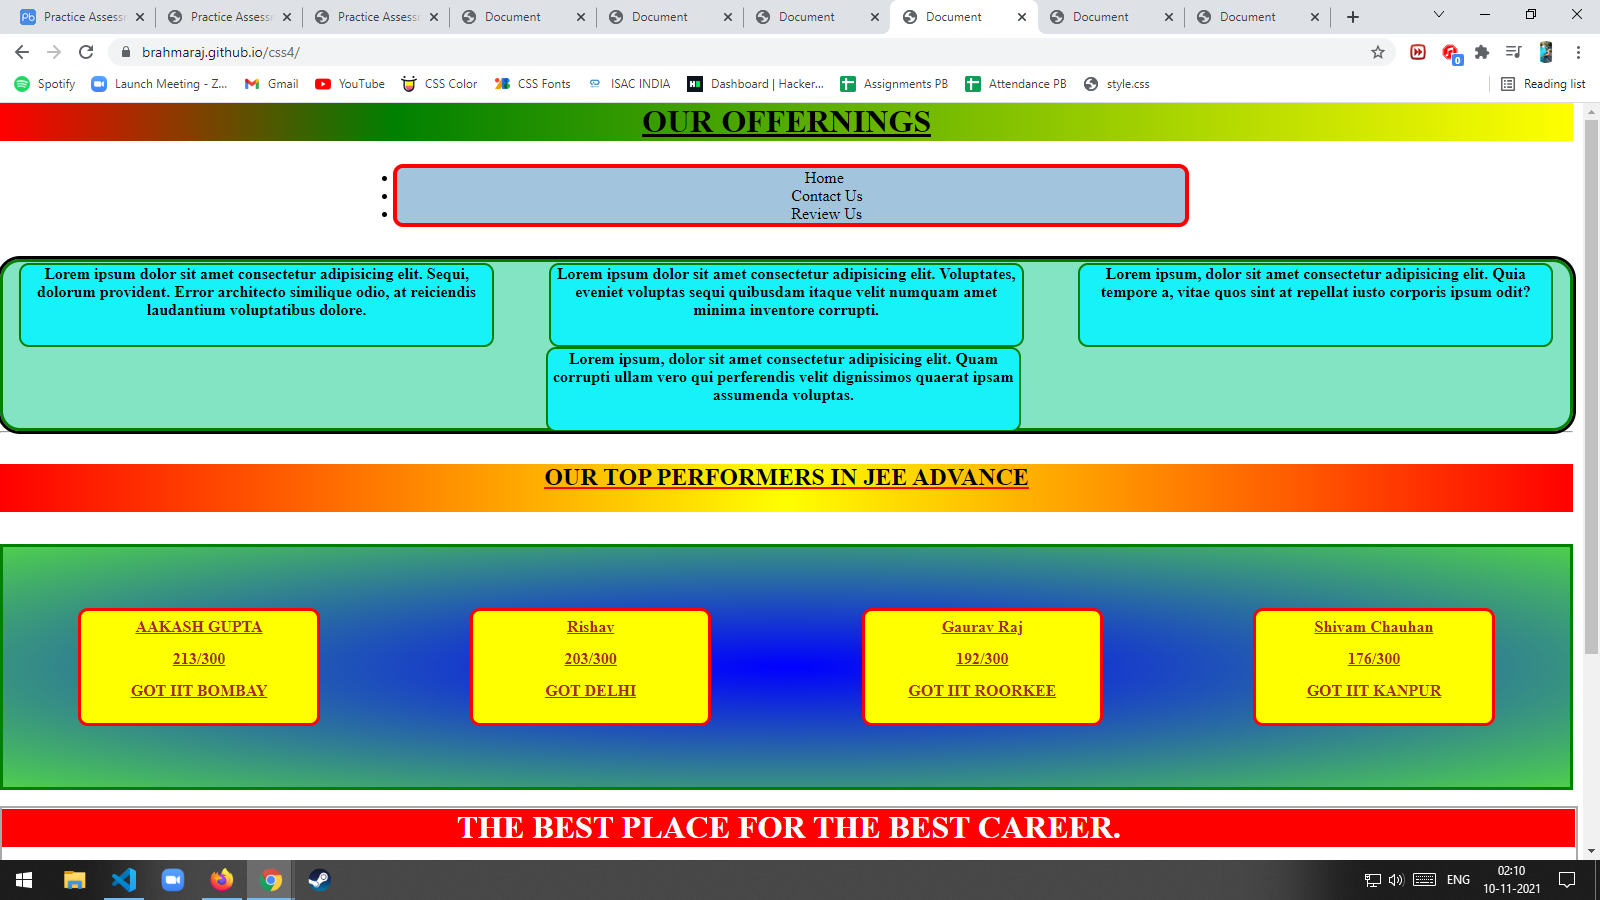 Practice Assess
Practice Assess
Practice Assess
Document
Document
Document
Document
Document
Document
brahmaraj.github.io/css4/
0
Spotify
Launch Meeting - Z...
Gmail
YouTube
CSS Color
CSS Fonts
ISAC INDIA
Dashboard | Hacker...
Assignments PB
Attendance PB
style.css
Reading list
OUR OFFERNINGS
Home
Contact Us
Review Us
Lorem ipsum dolor sit amet consectetur adipisicing elit. Sequi,
dolorum provident. Error architecto similique odio, at reiciendis
laudantium voluptatibus dolore.
Lorem ipsum dolor sit amet consectetur adipisicing elit. Voluptates,
eveniet voluptas sequi quibusdam itaque velit numquam amet
minima inventore corrupti.
Lorem ipsum, dolor sit amet consectetur adipisicing elit. Quia
tempore a, vitae quos sint at repellat iusto corporis ipsum odit?
Lorem ipsum, dolor sit amet consectetur adipisicing elit. Quam
corrupti ullam vero qui perferendis velit dignissimos quaerat ipsam
assumenda voluptas.
OUR TOP PERFORMERS IN JEE ADVANCE
AAKASH GUPTA
213/300
GOT IIT BOMBAY
Rishav
203/300
GOT DELHI
Gaurav Raj
192/300
GOT IIT ROORKEE
Shivam Chauhan
176/300
GOT IIT KANPUR
THE BEST PLACE FOR THE BEST CAREER.
ENG
02:10
10-11-2021